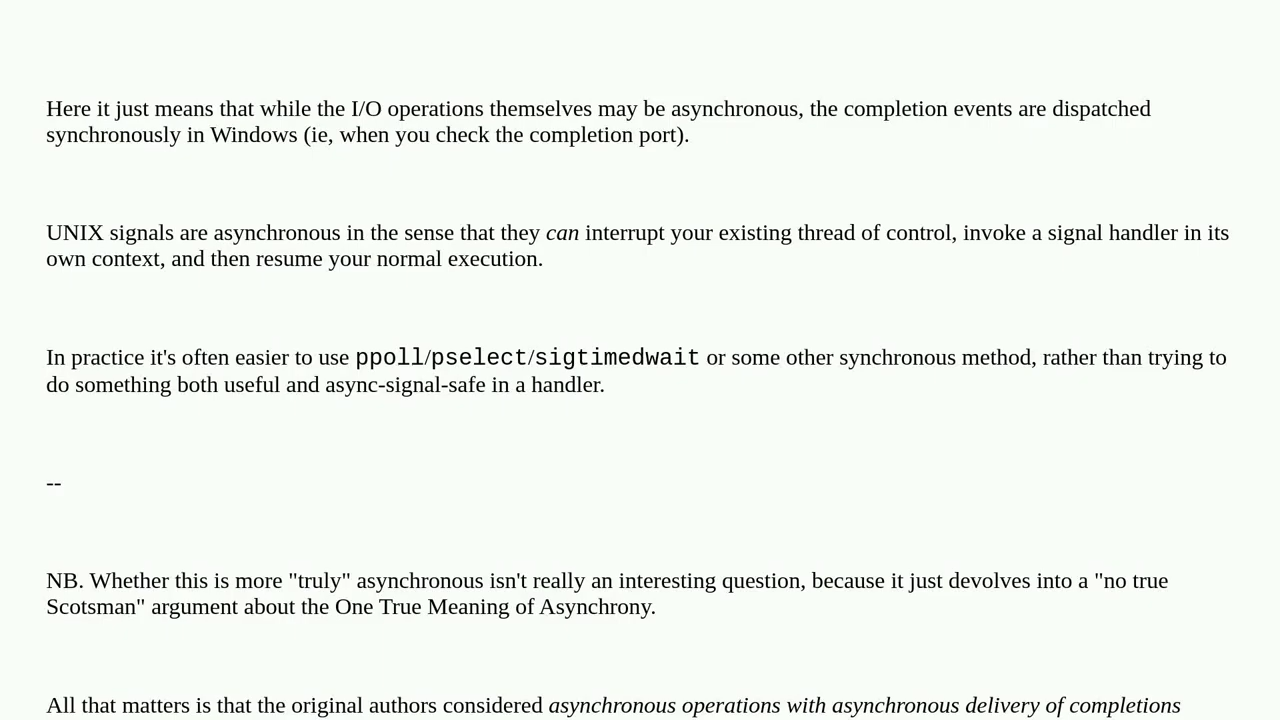 Here it just means that while the I/O operations themselves may be asynchronous, the completion events are dispatched
synchronously in Windows (ie, when you check the completion port).
UNIX signals are asynchronous in the sense that they can interrupt your existing thread of control, invoke a signal handler in its
own context, and then resume your normal execution.
In practice it's often easier to use ppoll/pselect/sigtimedwait or some other synchronous method, rather than trying to
do something both useful and async-signal-safe in a handler.
--
NB. Whether this is more "truly" asynchronous isn't really an interesting question, because it just devolves into a "no true
Scotsman" argument about the One True Meaning of Asynchrony.
All that matters is that the original authors considered asynchronous operations with asynchronous delivery of completions